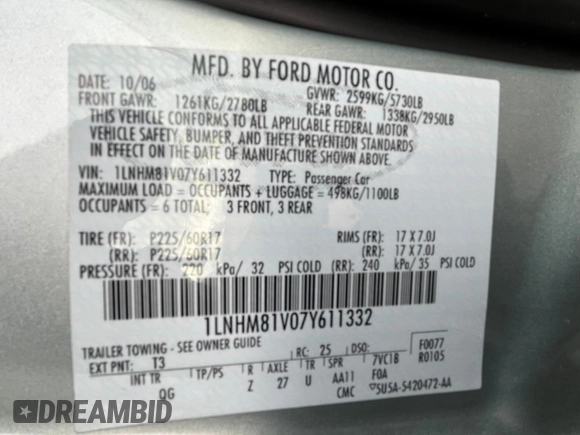 MFD. BY FORD MOTOR CO.
DATE: 10/06 GVWR: 2599KG/5730LB
FRONT GAWR: 1261KG/2780LB REAR GAWR: 1338KG/2950LB
THIS VEHICLE CONFORMS TO ALL APPLICABLE FEDERAL MOTOR
VEHICLE SAFETY, BUMPER, AND THEFT PREVENTION STANDARDS
IN EFFECT ON THE DATE OF MANUFACTURE SHOWN ABOVE.
VIN: 1LNHM81V07Y611332 TYPE: Passenger Car
MAXIMUM LOAD = OCCUPANTS + LUGGAGE = 498KG/1100LB
OCCUPANTS = 6 TOTAL; 3 FRONT, 3 REAR
TIRE (FR): P225/60R17 RIMS (FR): 17 X 7.0J
(RR): P225/60R17 (RR): 17 X 7.0J
PRESSURE (FR): 220 kPa/ 32 PSI COLD (RR): 240 kPa/ 35 PSI COLD
1LNHM81V07Y611332
TRAILER TOWING - SEE OWNER GUIDE
EXT PNT: T3 RC: 25 7VC1B F0077
R0105
INT TR TP/PS R AXLE TR SPR FOA
QG Z 27 U AA11
CMC SU5A-5420472-AA
DREAMBID